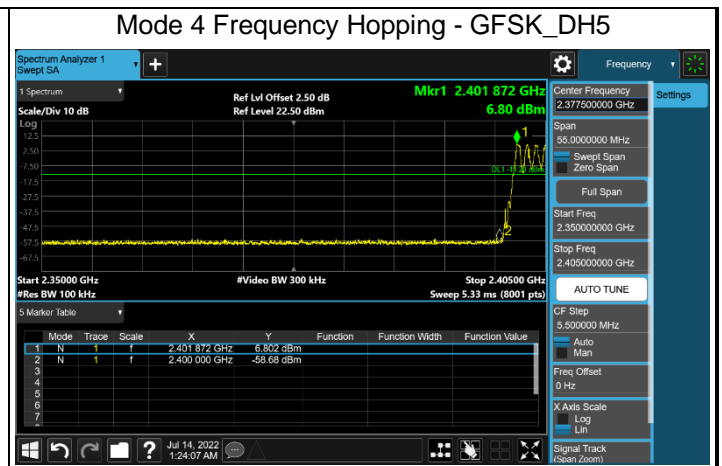 Mode 4 Frequency Hopping - GFSK_DH5
Spectrum Analyzer 1
Swept SA
Frequency
1 Spectrum
Ref Lvl Offset 2.50 dB
Mkr1 2.401 872 GHz
Scale/Div 10 dB
Ref Level 22.50 dBm
6.80 dBm
Log
12.5
2.50
-7.50
-17.5
-27.5
-37.5
-47.5
-57.5
-67.5
1
2
Start 2.35000 GHz
#Video BW 300 kHz
Stop 2.40500 GHz
#Res BW 100 kHz
Sweep 5.33 ms (8001 pts)
5 Marker Table
Mode Trace Scale X Y Function Function Width Function Value
1 N 1 f 2.401 872 GHz 6.802 dBm
2 N 1 f 2.400 000 GHz -58.68 dBm
3
4
5
6
7
Center Frequency
2.377500000 GHz
Settings
Span
55.0000000 MHz
Swept Span
Zero Span
Full Span
Start Freq
2.350000000 GHz
Stop Freq
2.405000000 GHz
AUTO TUNE
CF Step
5.500000 MHz
Auto
Man
Freq Offset
0 Hz
X Axis Scale
Log
Lin
Signal Track
(Span Zoom)
?
Jul 14, 2022
1:24:07 AM